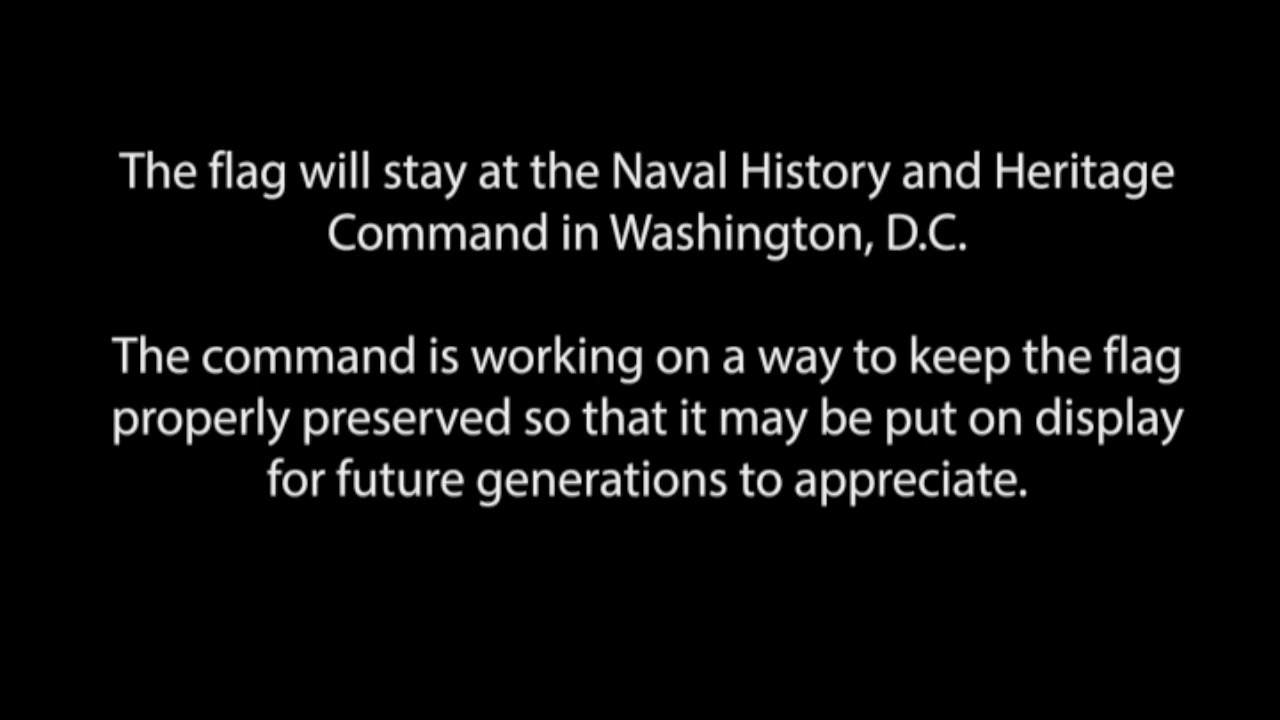 The flag will stay at the Naval History and Heritage
Command in Washington, D.C.
The command is working on a way to keep the flag
properly preserved so that it may be put on display
for future generations to appreciate.